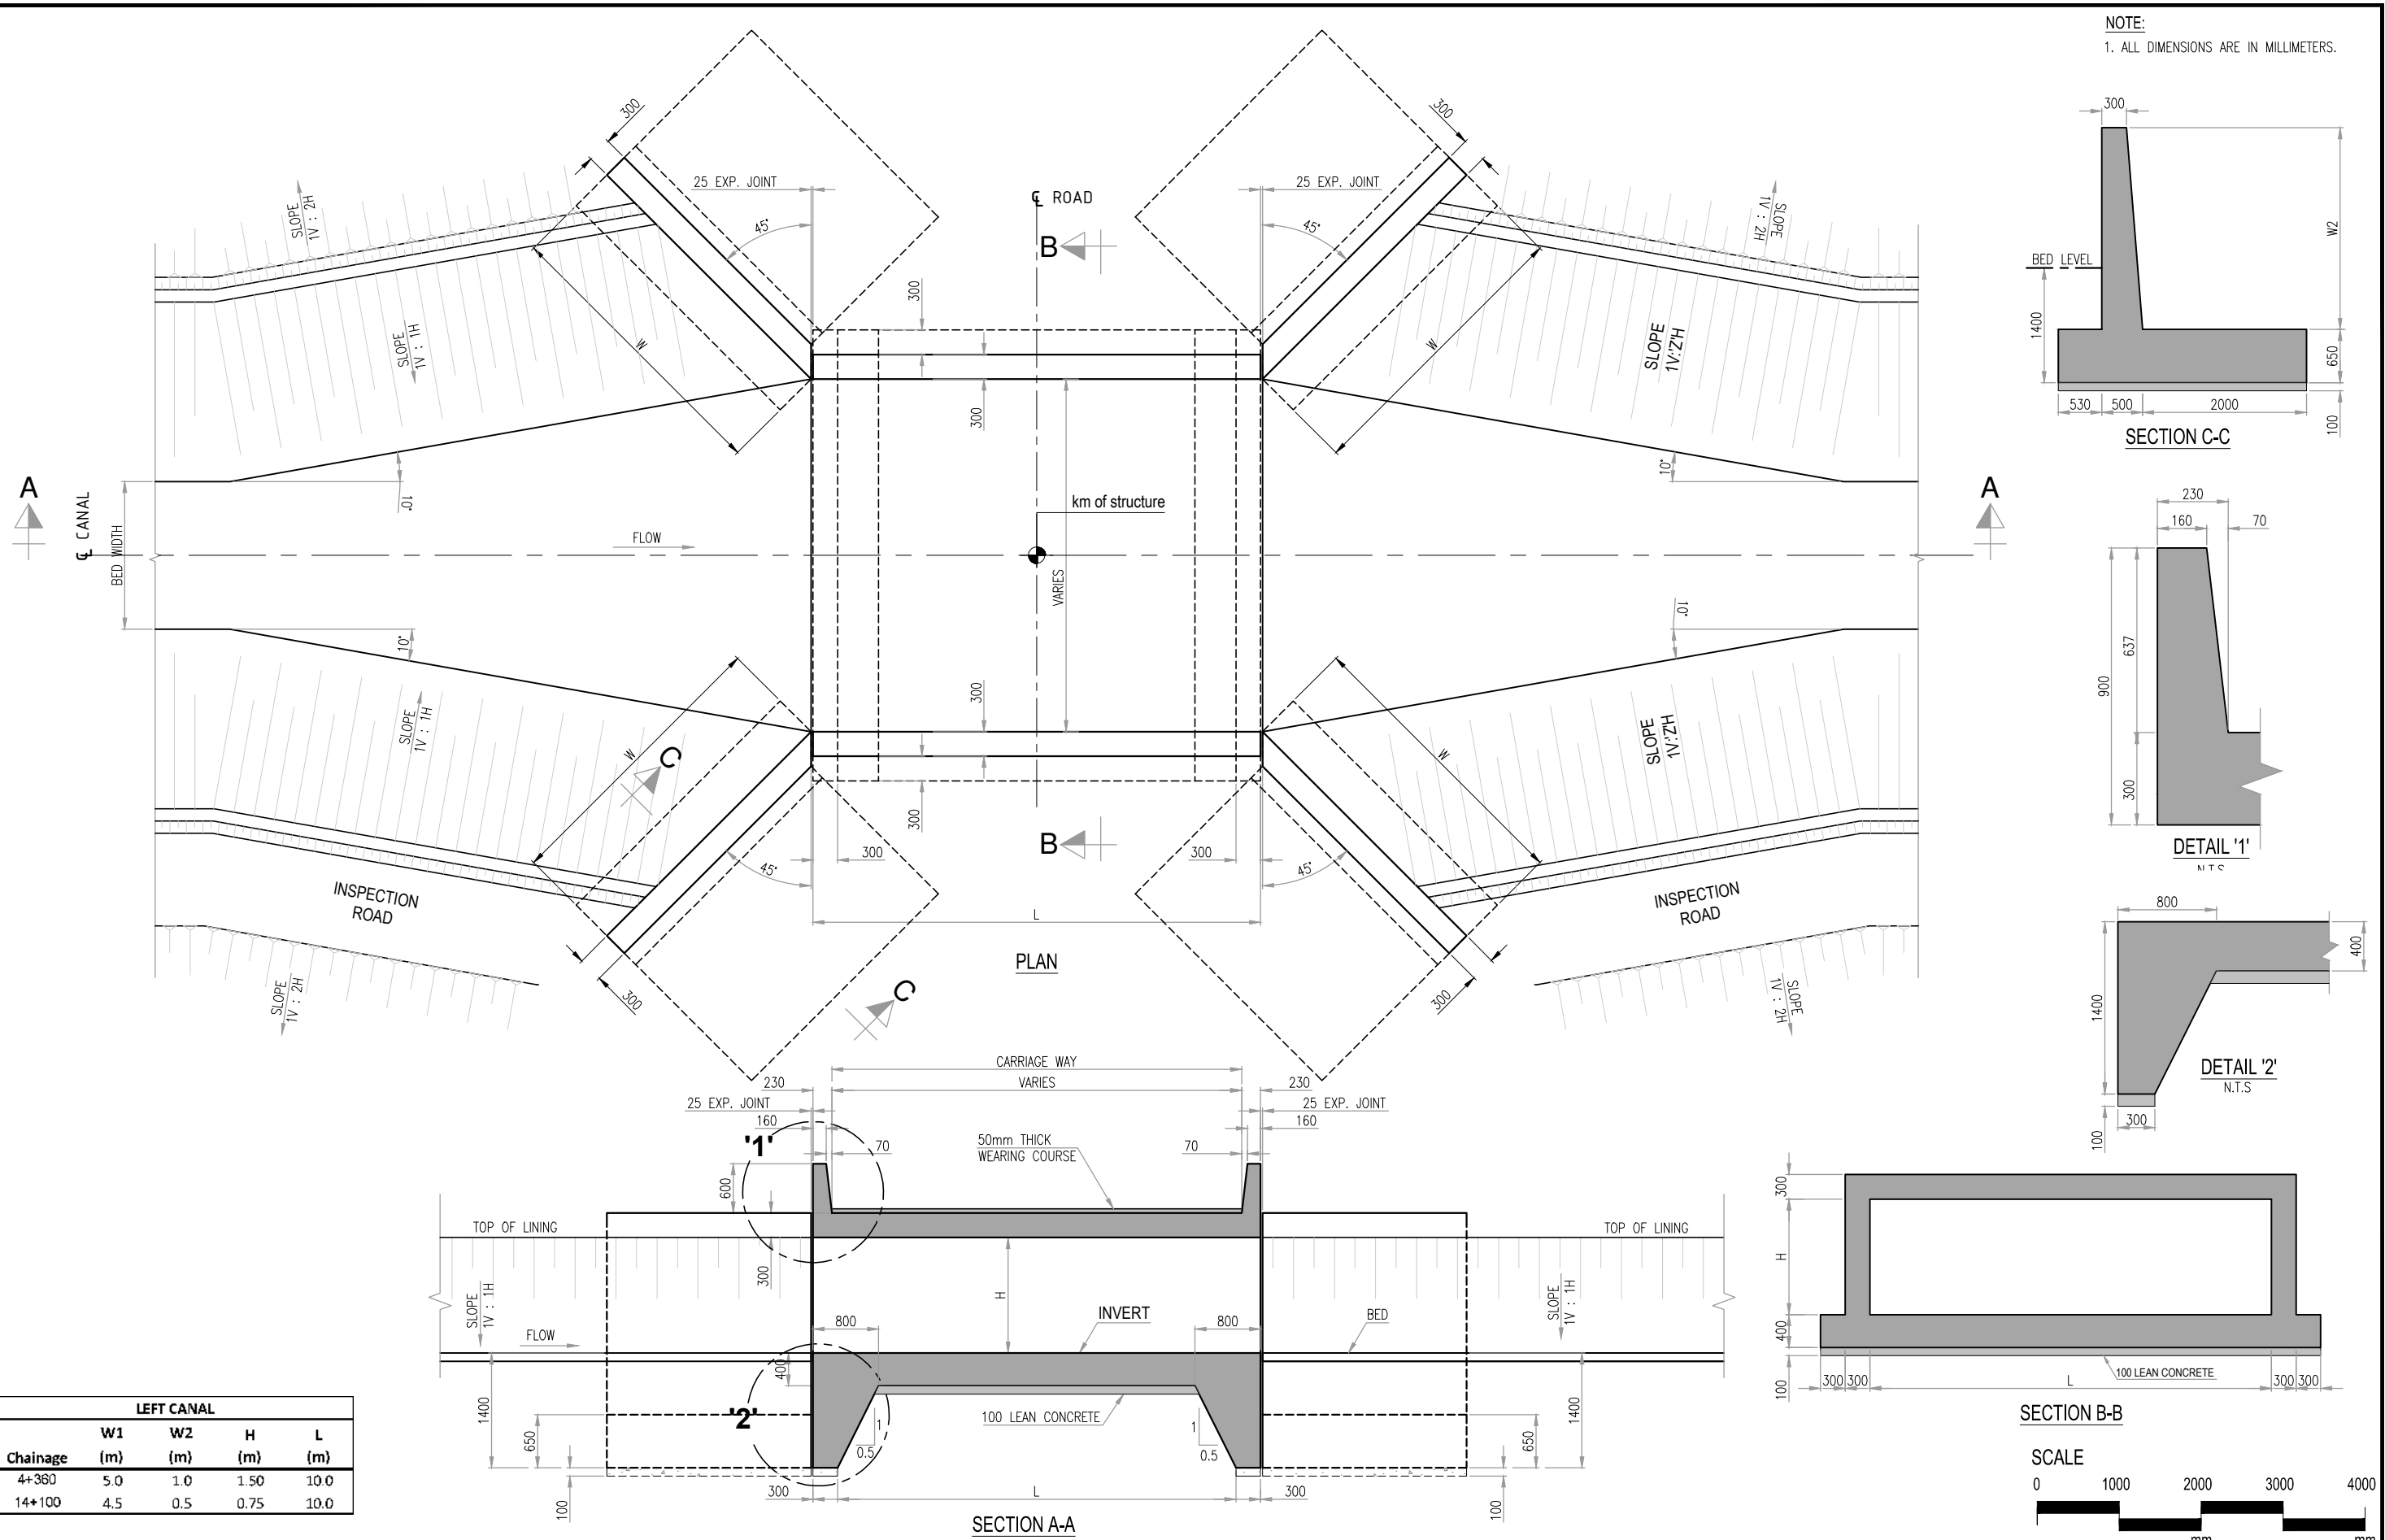 NOTE:
1. ALL DIMENSIONS ARE IN MILLIMETERS.
300
300
25 EXP. JOINT
℄ ROAD
25 EXP. JOINT
B
45°
45°
SLOPE
1V : 2H
SLOPE
1V : 2H
SLOPE
1V : 1H
W
300
300
W
SLOPE
1V:'Z'H
10°
10°
A
℄ CANAL
BED WIDTH
FLOW
km of structure
VARIES
A
10°
10°
SLOPE
1V : 1H
W
C
300
300
W
SLOPE
1V:'Z'H
B
300
300
45°
45°
INSPECTION
ROAD
INSPECTION
ROAD
L
SLOPE
1V : 2H
300
C
300
SLOPE
1V : 2H
PLAN
300
W2
BED LEVEL
1400
650
530
500
2000
100
SECTION C-C
230
160
70
637
900
300
DETAIL '1'
800
400
1400
DETAIL '2'
N.T.S
300
100
CARRIAGE WAY
VARIES
230
230
25 EXP. JOINT
25 EXP. JOINT
160
160
'1'
70
50mm THICK
WEARING COURSE
70
600
TOP OF LINING
TOP OF LINING
300
H
SLOPE
1V : 1H
SLOPE
1V : 1H
FLOW
800
INVERT
800
BED
400
1400
'2'
100 LEAN CONCRETE
1
0.5
1
0.5
650
650
1400
100
300
L
300
100
SECTION A-A
300
H
400
100
100 LEAN CONCRETE
300
300
L
300
300
SECTION B-B
SCALE
0 1000 2000 3000 4000
mm
LEFT CANAL
Chainage W1 (m) W2 (m) H (m) L (m)
4+360 5.0 1.0 1.50 10.0
14+100 4.5 0.5 0.75 10.0